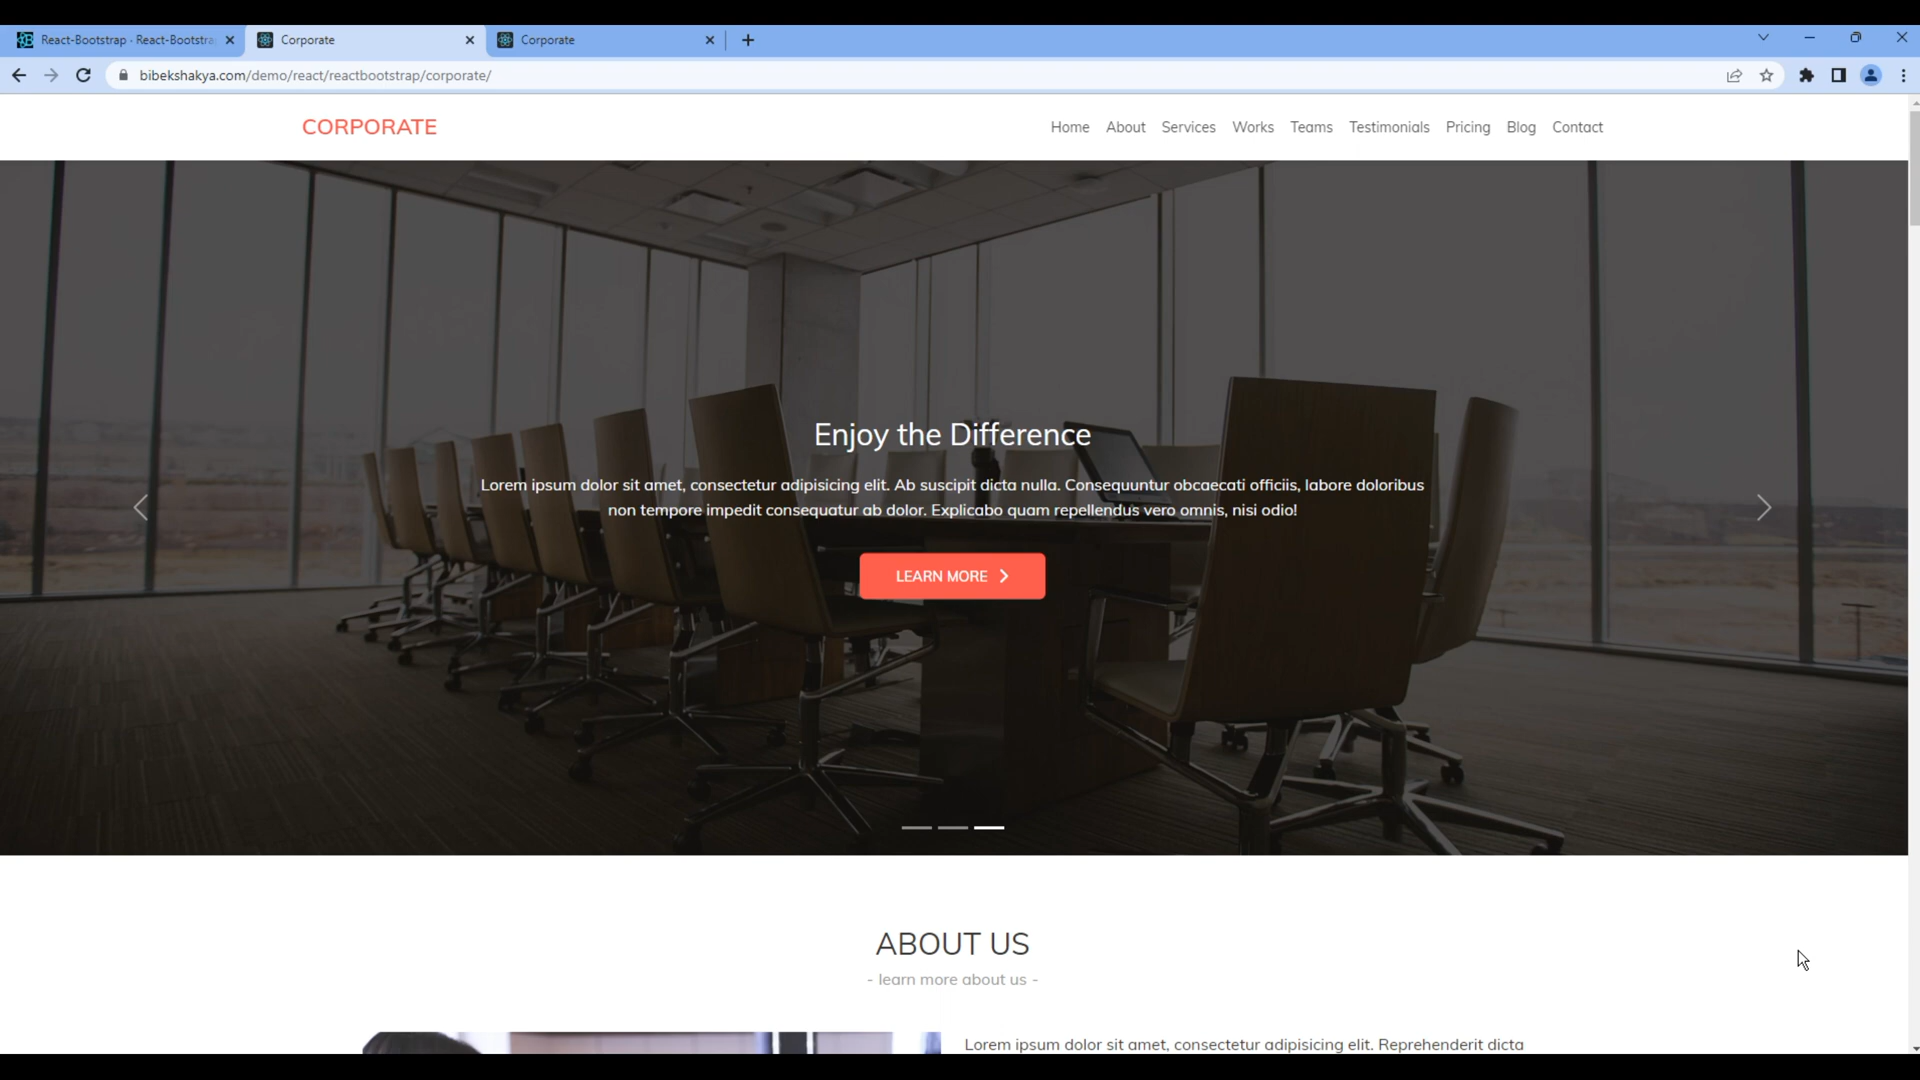 React-Bootstrap · React-Bootstra
Corporate
Corporate
bibekshakya.com/demo/react/reactbootstrap/corporate/
CORPORATE
Home About Services Works Teams Testimonials Pricing Blog Contact
Enjoy the Difference
Lorem ipsum dolor sit amet, consectetur adipisicing elit. Ab suscipit dicta nulla. Consequuntur obcaecati officiis, labore doloribus
non tempore impedit consequatur ab dolor. Explicabo quam repellendus vero omnis, nisi odio!
LEARN MORE
ABOUT US
- learn more about us -
Lorem ipsum dolor sit amet, consectetur adipisicing elit. Reprehenderit dicta